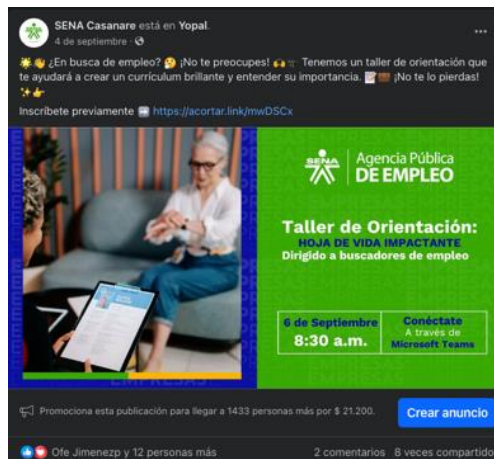 SENA Casanare está en Yopal.
4 de septiembre ·
🌟👋 ¿En busca de empleo? 🤔 ¡No te preocupes! 🙌 Tenemos un taller de orientación que
te ayudará a crear un currículum brillante y entender su importancia. 📝💼 ¡No te lo pierdas!
✨👉
Inscríbete previamente ➡️ https://acortar.link/mwDSCx
SENA
Agencia Pública
DE EMPLEO
Taller de Orientación:
HOJA DE VIDA IMPACTANTE
Dirigido a buscadores de empleo
6 de Septiembre
8:30 a.m.
Conéctate
A través de
Microsoft Teams
EMPRESAS
Promociona esta publicación para llegar a 1433 personas más por $ 21.200.
Crear anuncio
Ofe Jimenezp y 12 personas más
2 comentarios 8 veces compartido